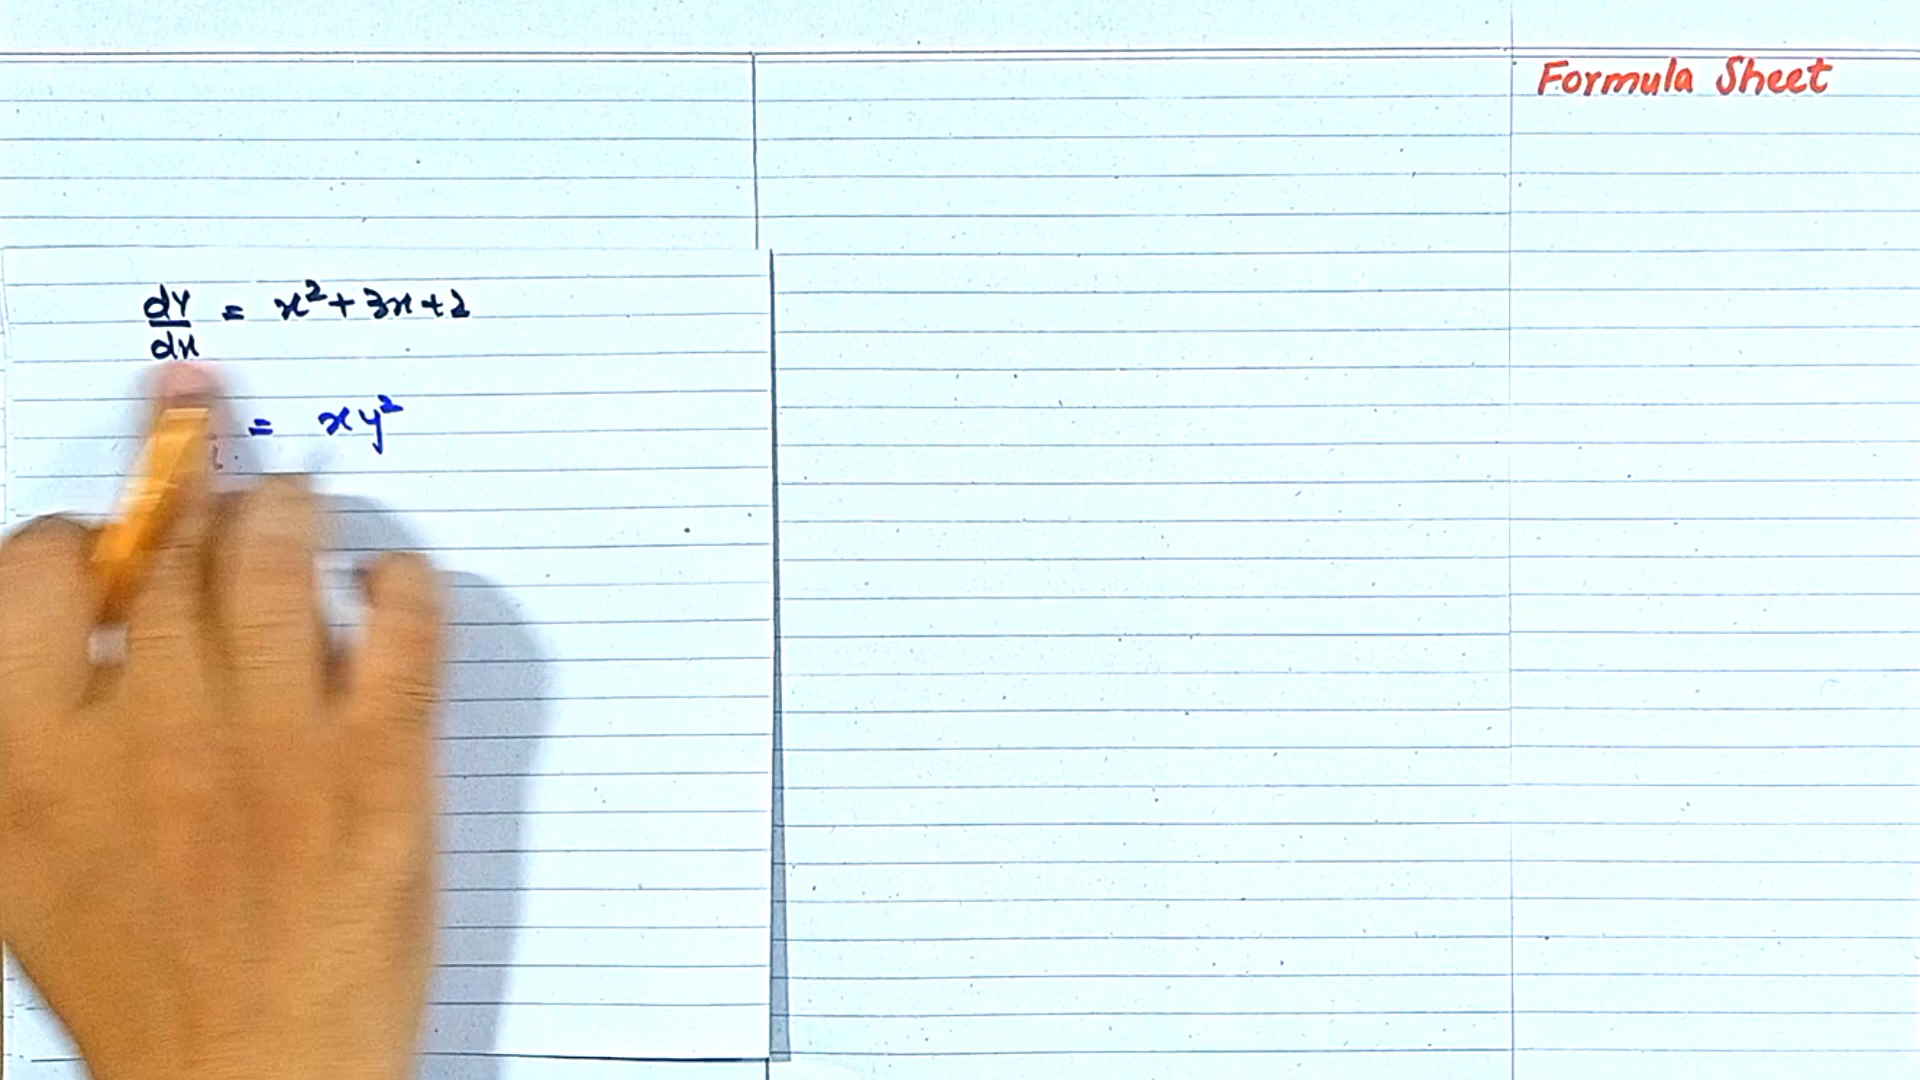 Formula Sheet
dy/dx = x²+3x+2
= xy²